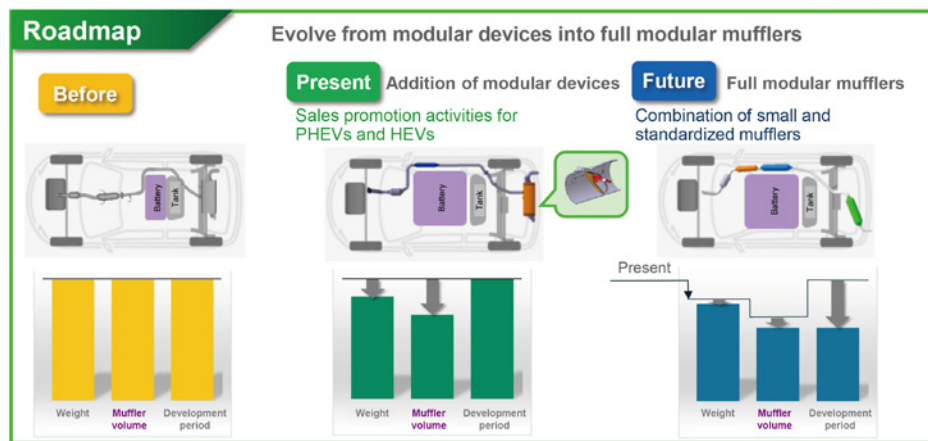 Roadmap
Evolve from modular devices into full modular mufflers
Before
Present
Addition of modular devices
Sales promotion activities for
PHEVs and HEVs
Future
Full modular mufflers
Combination of small and
standardized mufflers
Battery
Tank
Battery
Tank
Battery
Tank
Weight
Muffler
volume
Development
period
Weight
Muffler
volume
Development
period
Present
Weight
Muffler
volume
Development
period